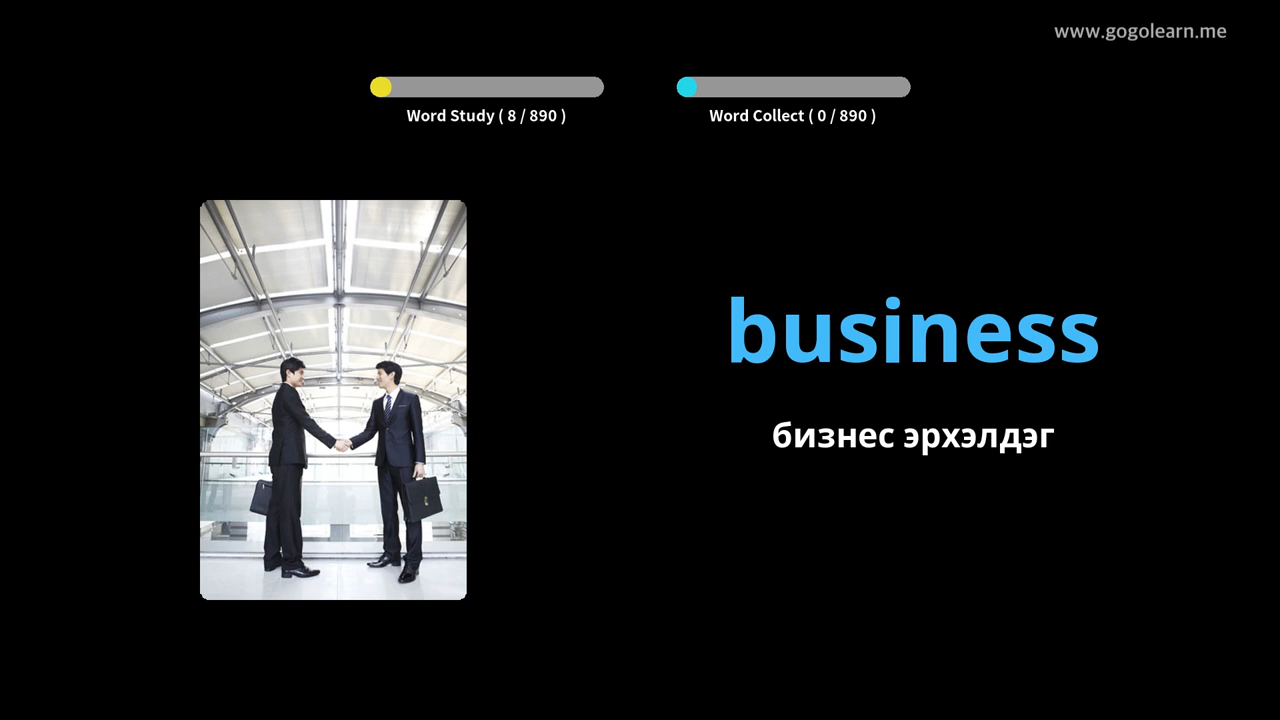 www.gogolearn.me
Word Study ( 8 / 890 )
Word Collect ( 0 / 890 )
business
бизнес эрхэлдэг